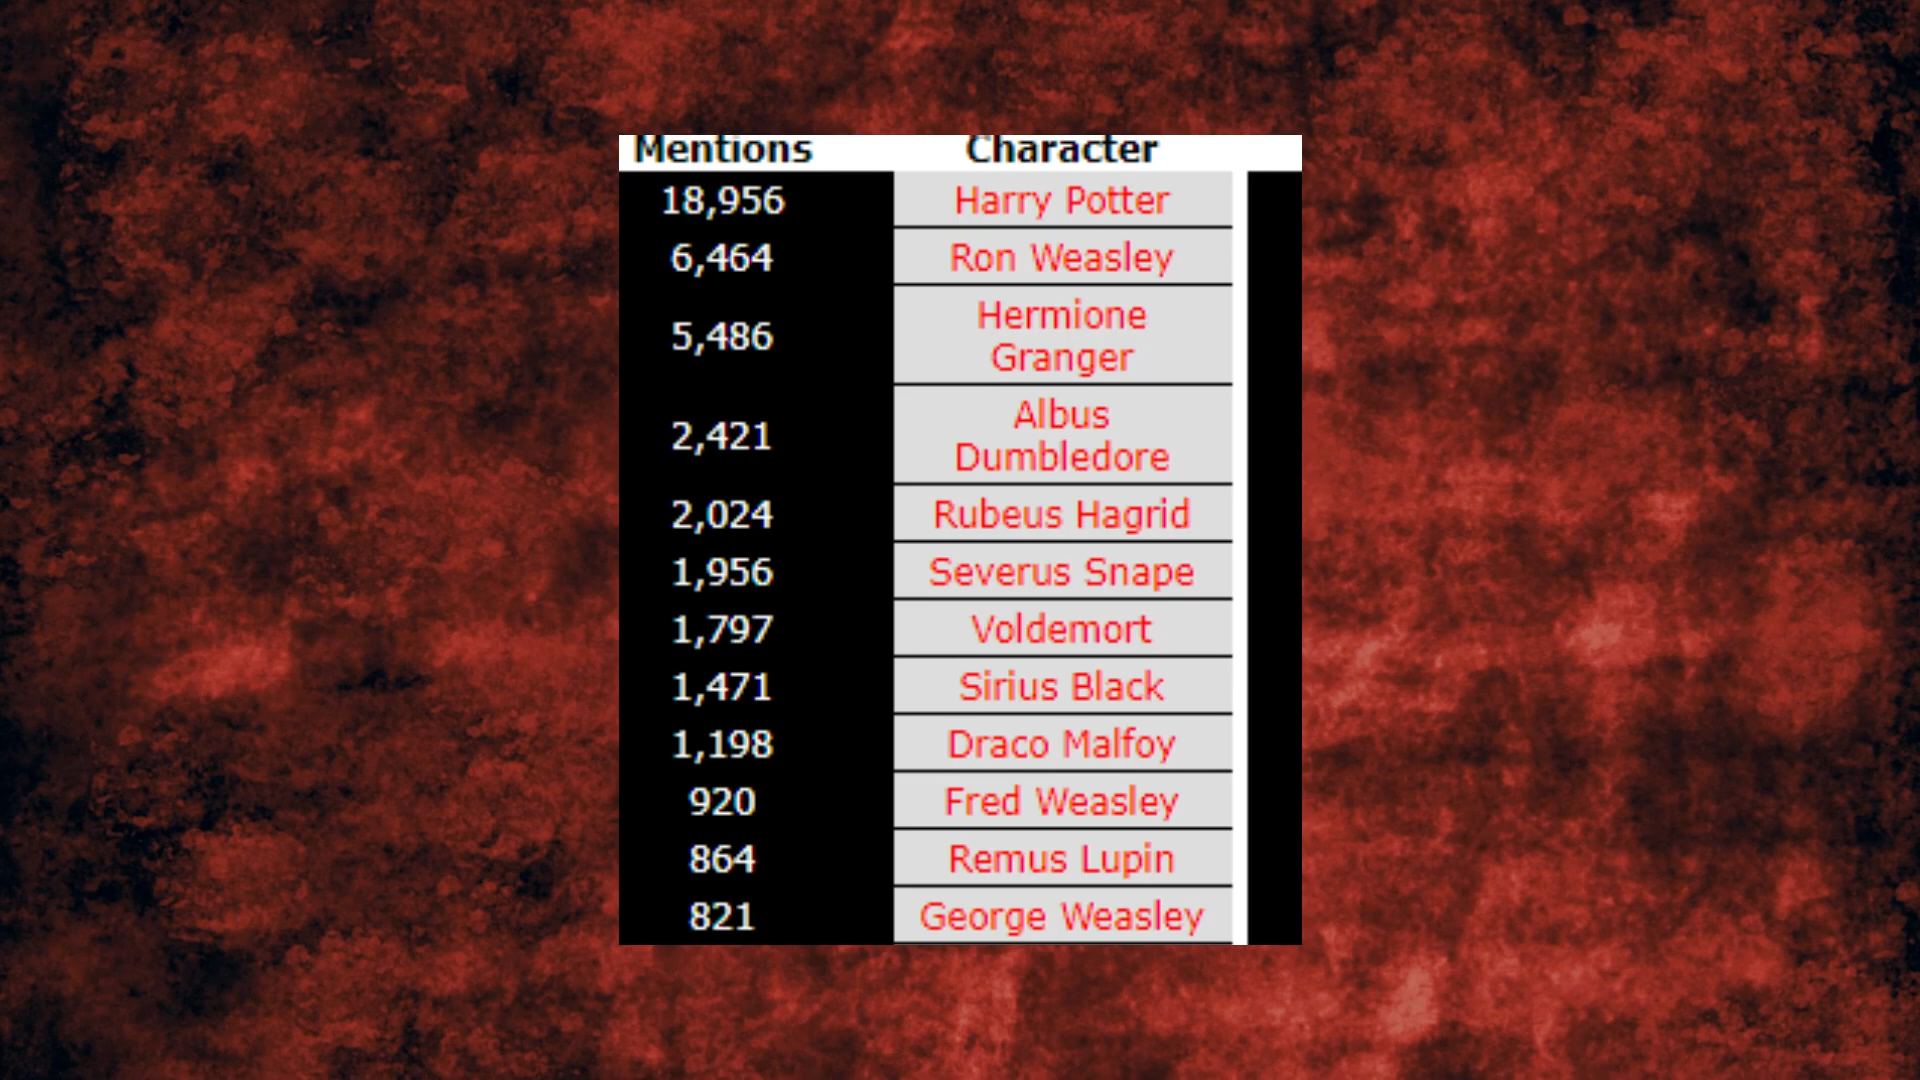 Mentions Character
18,956 Harry Potter
6,464 Ron Weasley
5,486 Hermione
Granger
2,421 Albus
Dumbledore
2,024 Rubeus Hagrid
1,956 Severus Snape
1,797 Voldemort
1,471 Sirius Black
1,198 Draco Malfoy
920 Fred Weasley
864 Remus Lupin
821 George Weasley